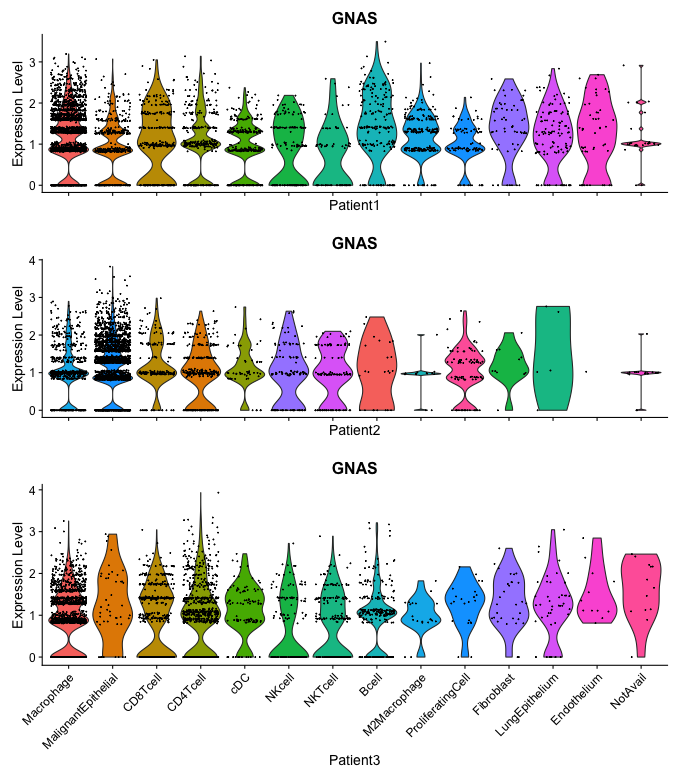 GNAS
Expression Level
3
2
1
0
Patient1
GNAS
Expression Level
4
3
2
1
0
Patient2
GNAS
Expression Level
4
3
2
1
0
Macrophage
MalignantEpithelial
CD8Tcell
CD4Tcell
cDC
NKcell
NKTcell
Bcell
M2Macrophage
ProliferatingCell
Fibroblast
LungEpithelium
Endothelium
NotAvail
Patient3